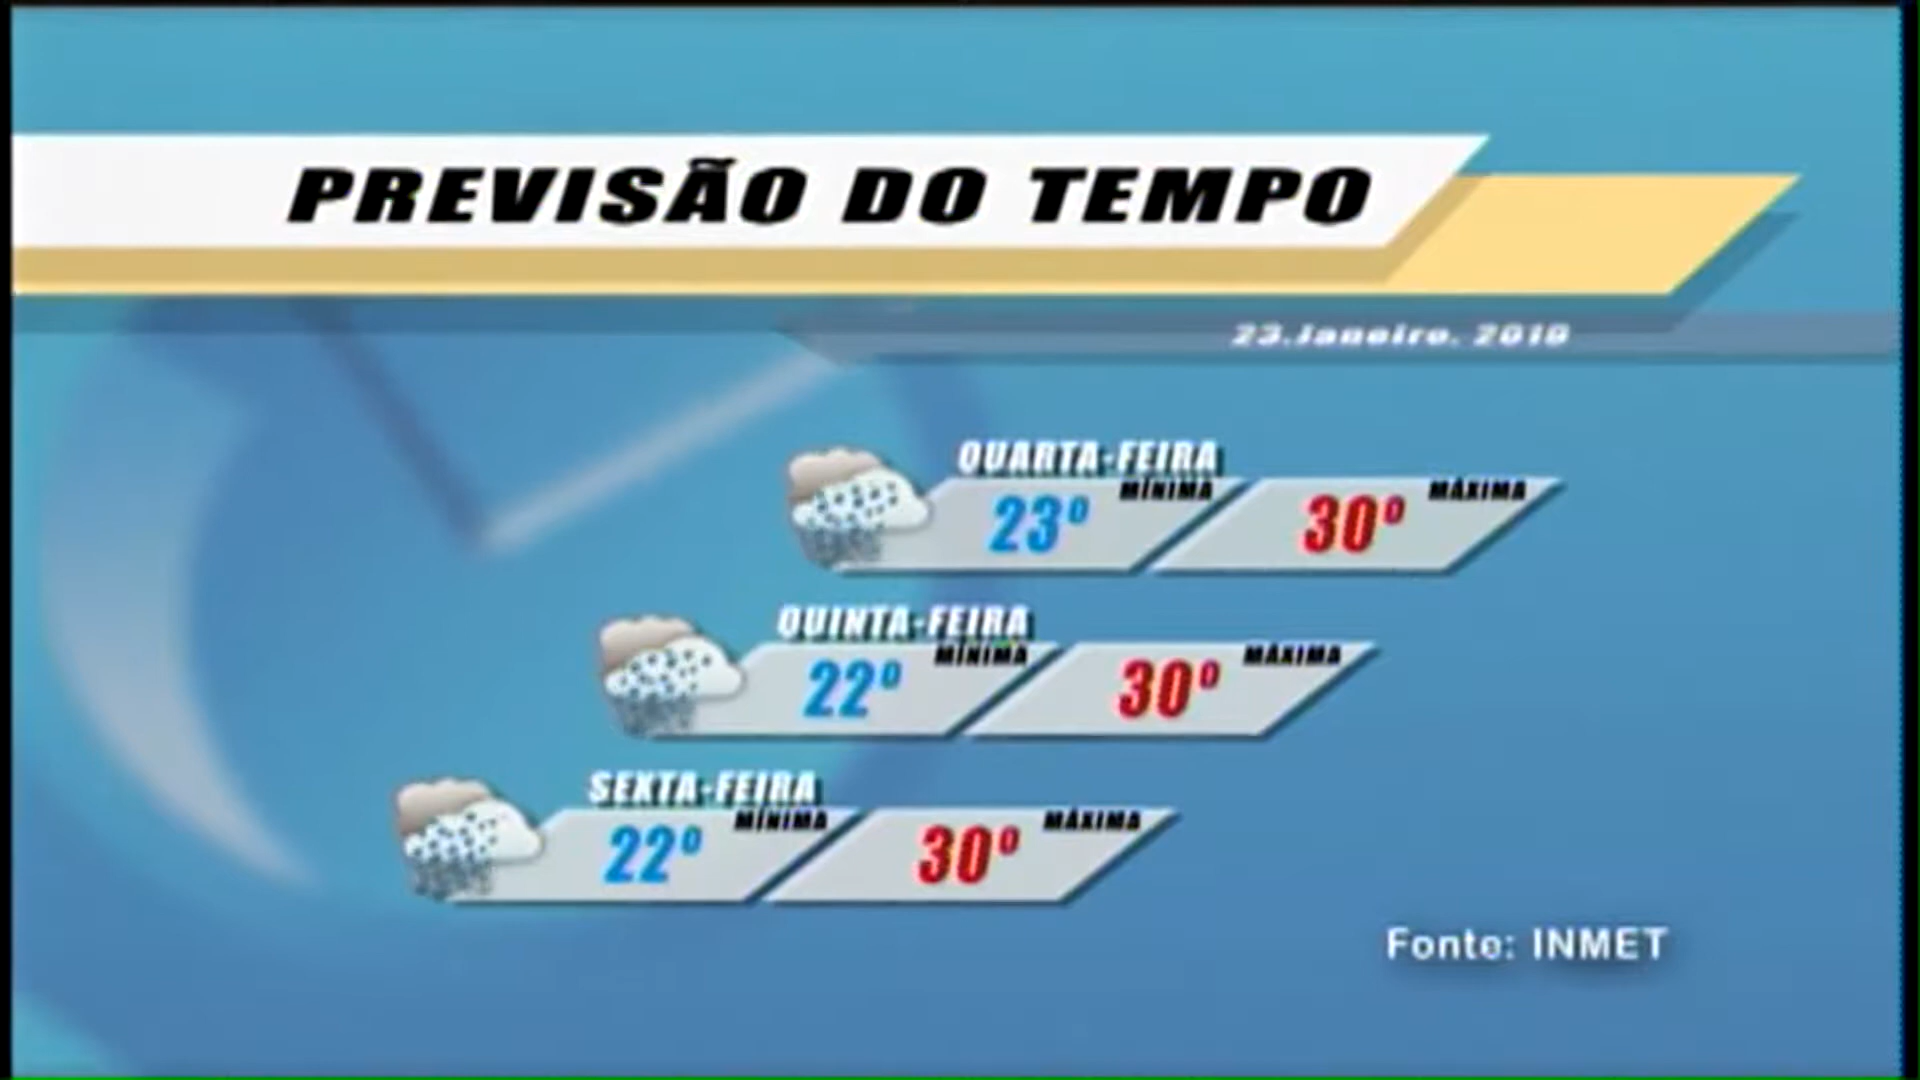 PREVISÃO DO TEMPO
23.Janeiro. 2019
QUARTA-FEIRA
MÍNIMA
MÁXIMA
23º
30º
QUINTA-FEIRA
MÍNIMA
MÁXIMA
22º
30º
SEXTA-FEIRA
MÍNIMA
MÁXIMA
22º
30º
Fonte: INMET